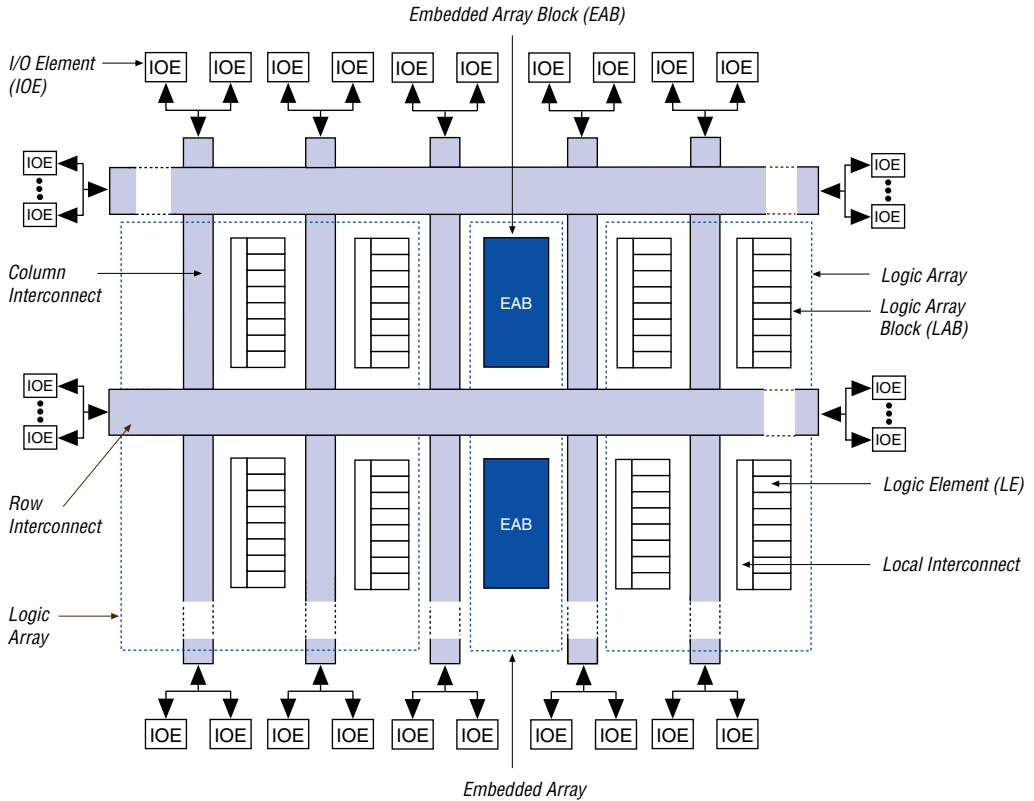 Embedded Array Block (EAB)
I/O Element
(IOE)
IOE IOE IOE IOE IOE IOE IOE IOE IOE IOE
IOE IOE
IOE IOE
Column
Interconnect
EAB
Logic Array
Logic Array
Block (LAB)
IOE IOE
IOE IOE
Row
Interconnect
EAB
Logic Element (LE)
Local Interconnect
Logic
Array
IOE IOE IOE IOE IOE IOE IOE IOE IOE IOE
Embedded Array